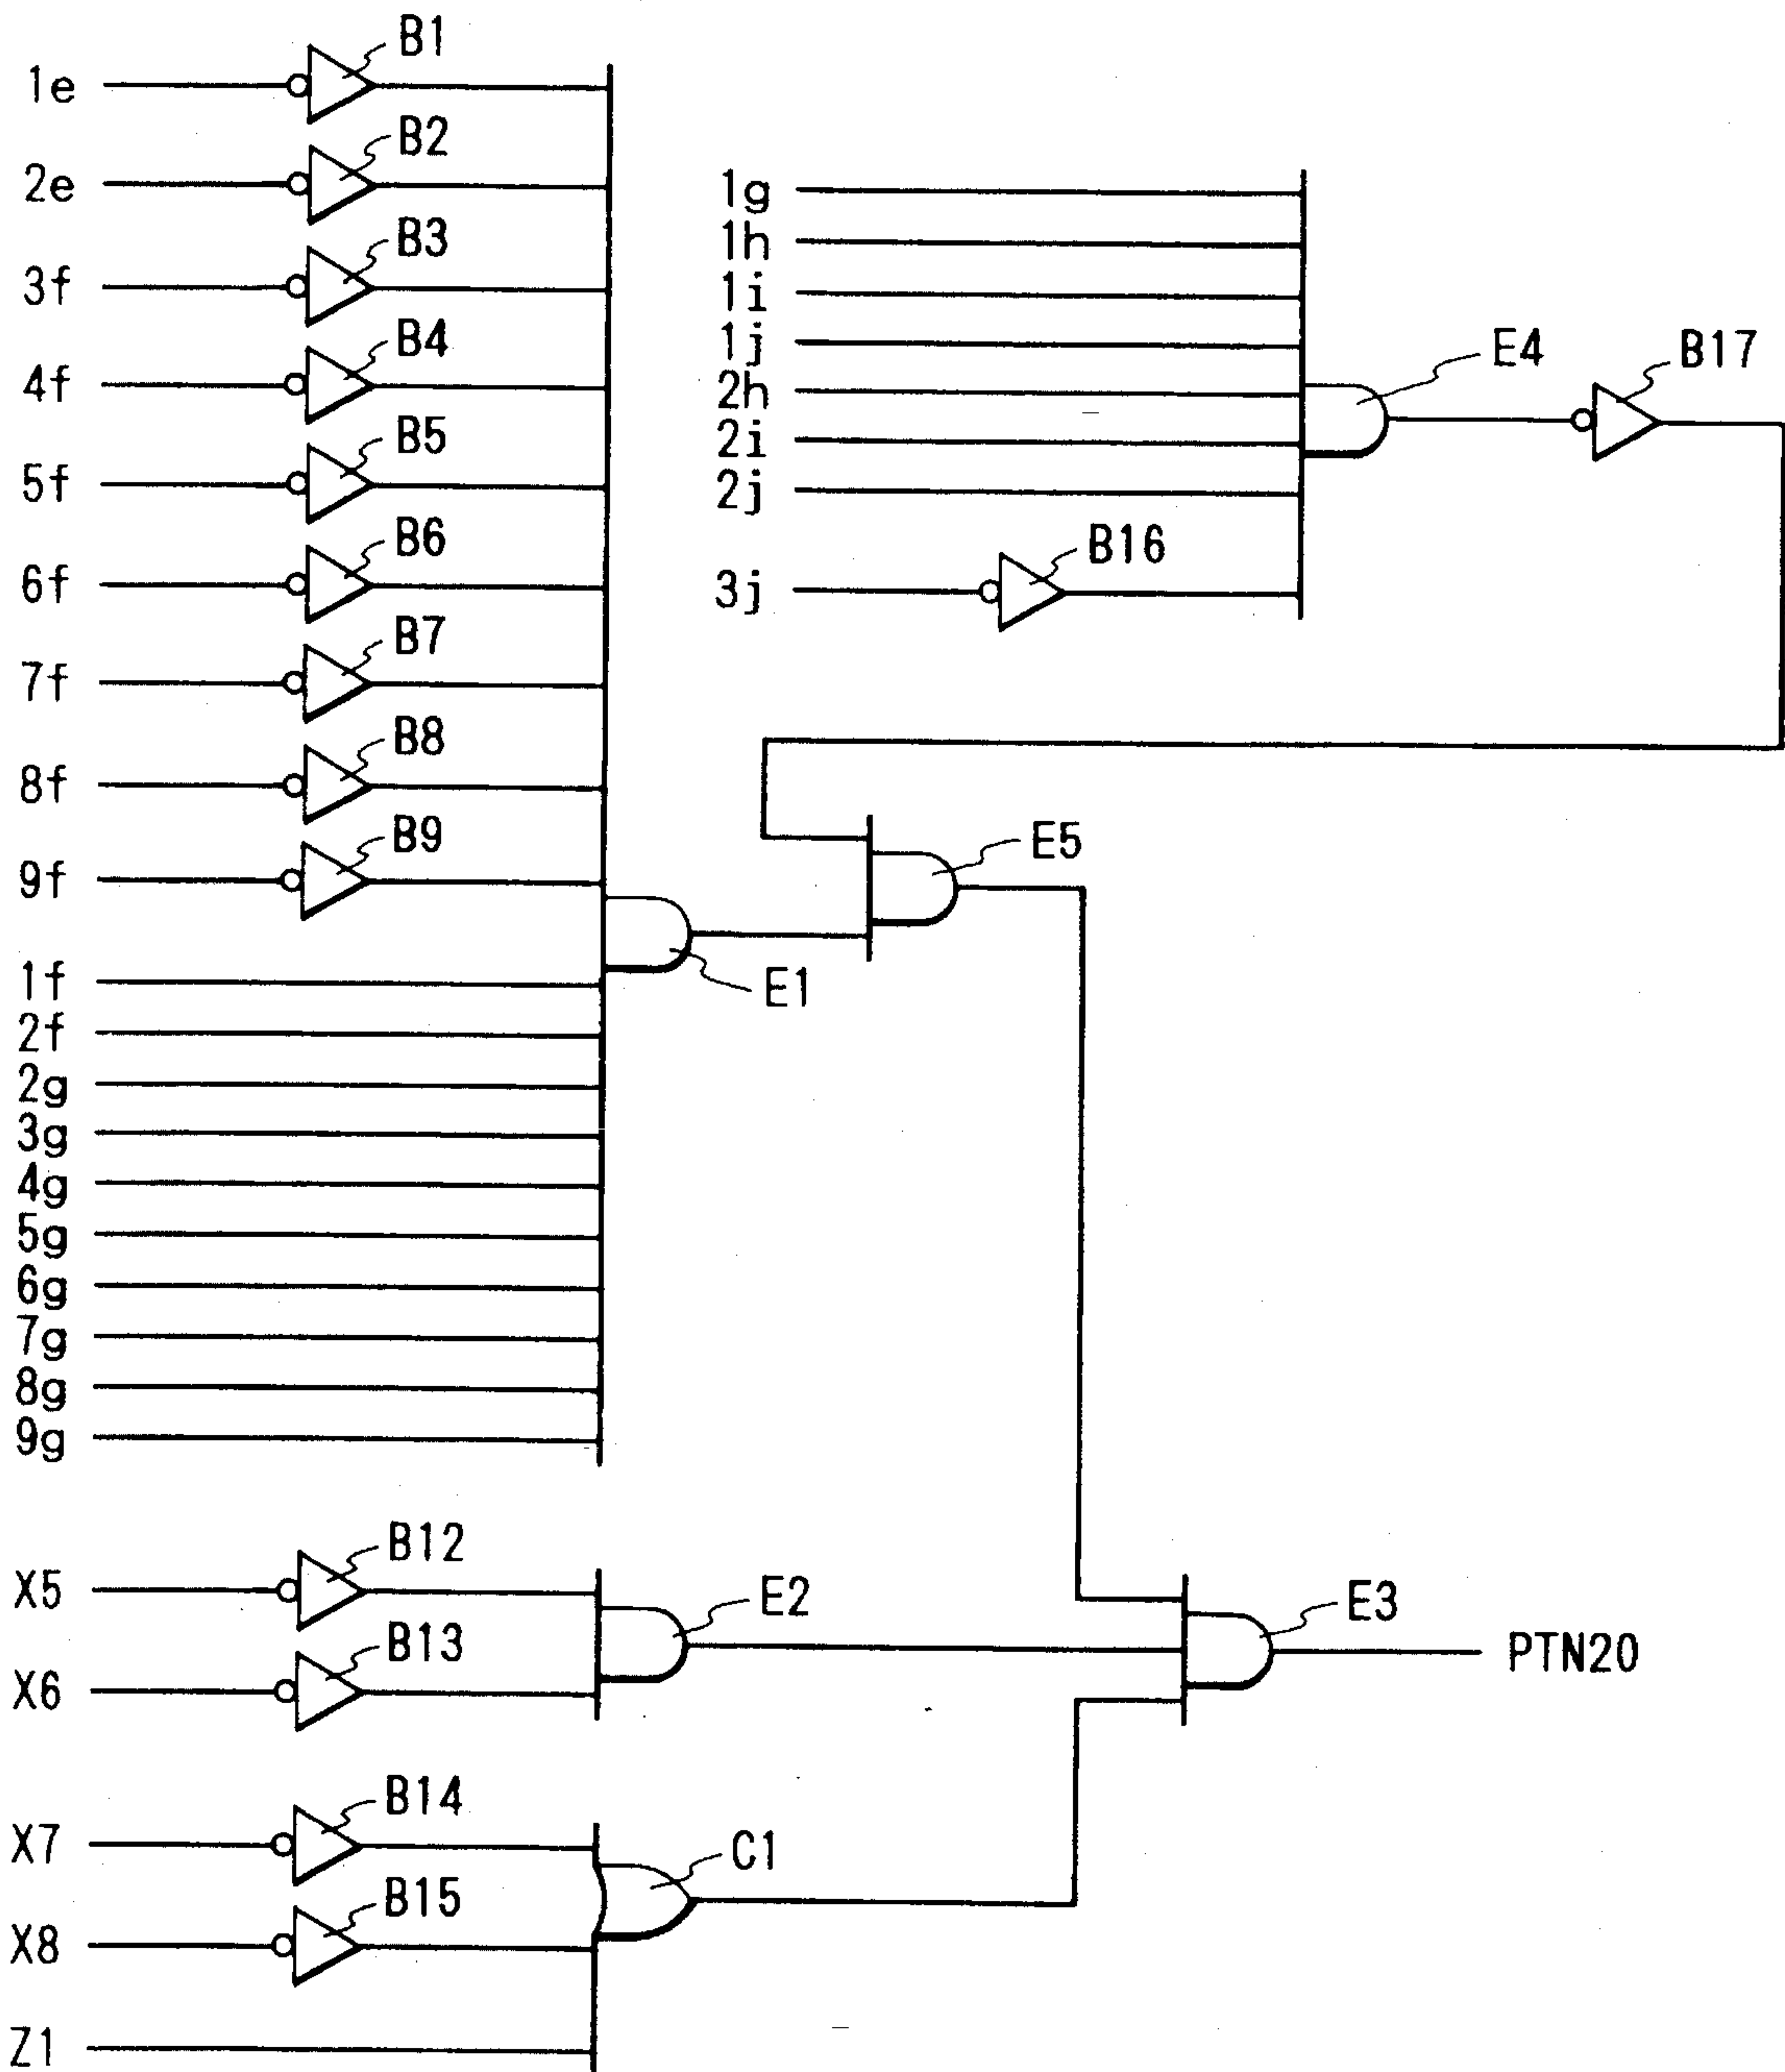 1e
B1
2e
B2
3f
B3
4f
B4
5f
B5
6f
B6
7f
B7
8f
B8
9f
B9
1f
2f
2g
3g
4g
5g
6g
7g
8g
9g
E1
1g
1h
1i
1j
2h
2i
2j
3j
B16
E4
B17
E5
X5
B12
X6
B13
E2
E3
PTN20
X7
B14
X8
B15
C1
Z1